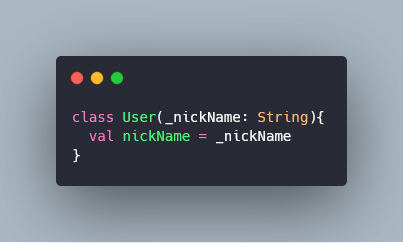 class User(_nickName: String){
  val nickName = _nickName
}